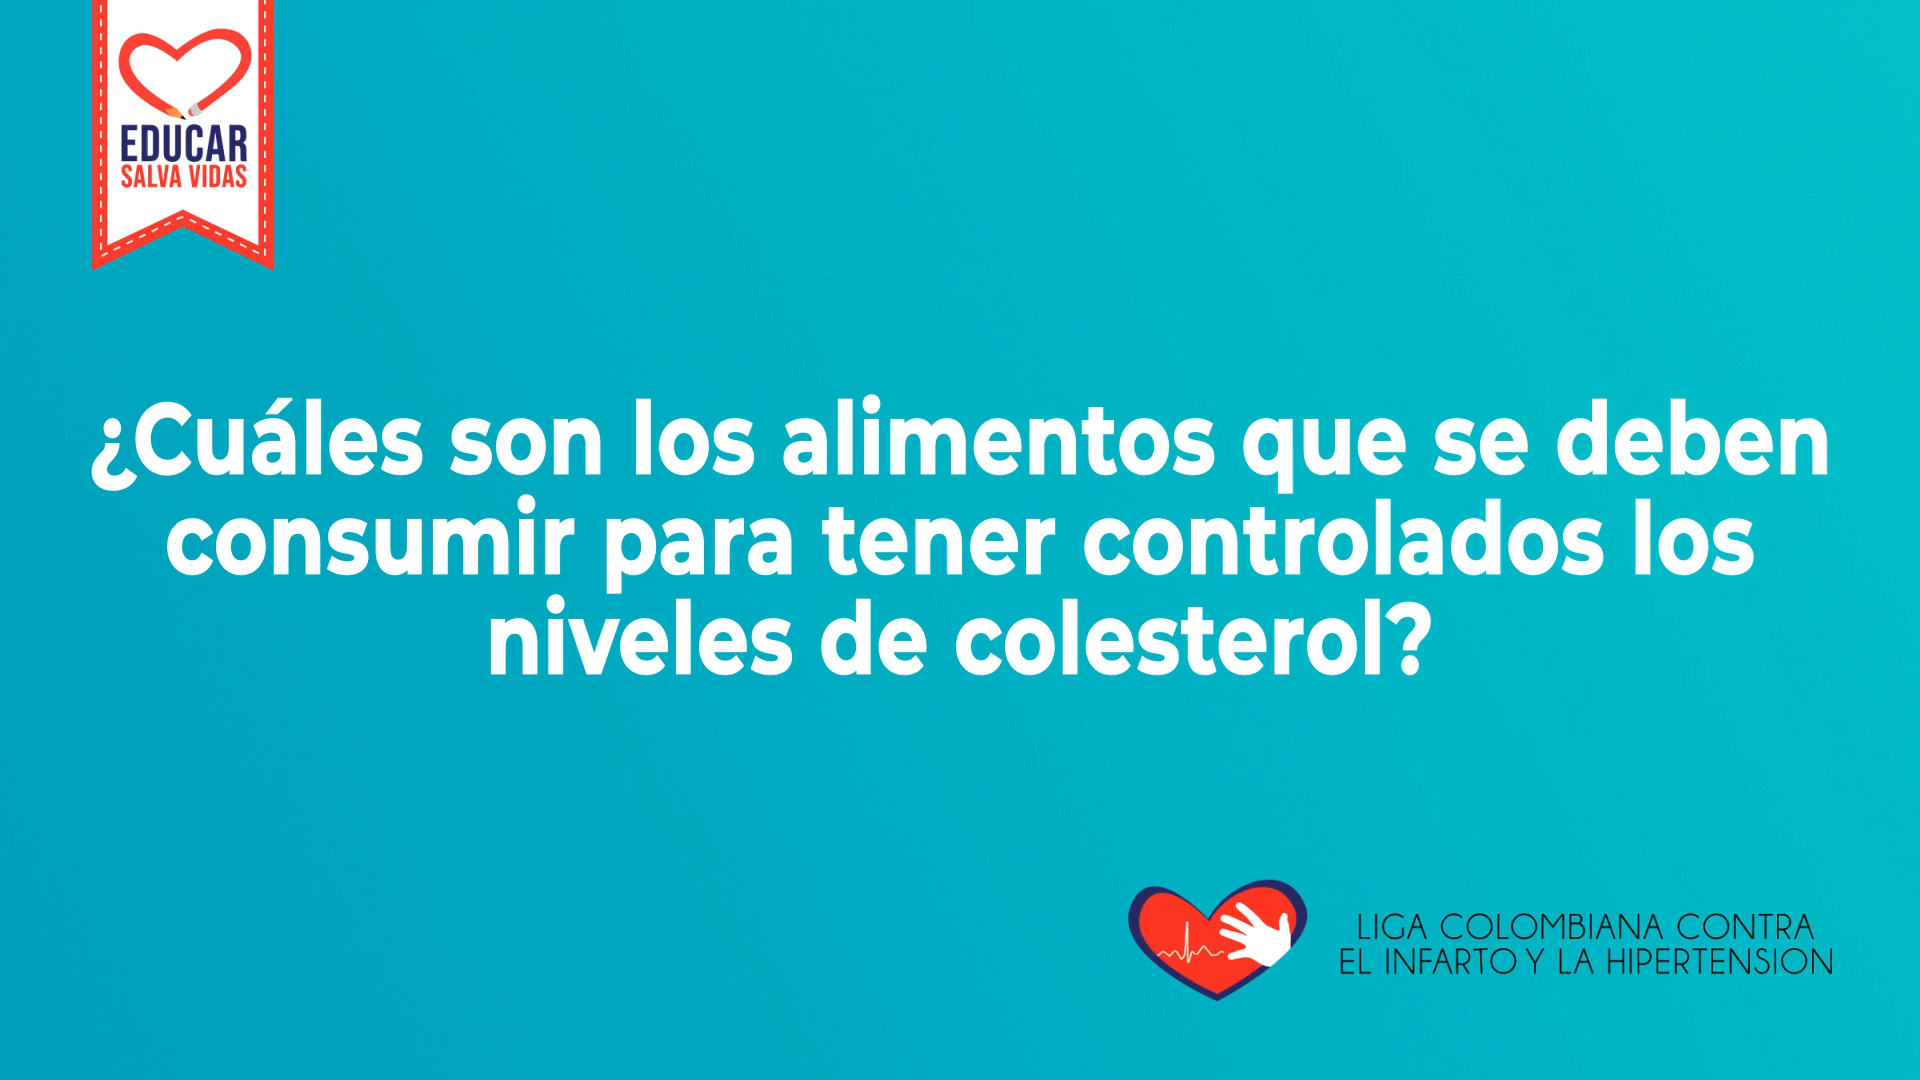 EDUCAR
SALVA VIDAS
¿Cuáles son los alimentos que se deben
consumir para tener controlados los
niveles de colesterol?
LIGA COLOMBIANA CONTRA
EL INFARTO Y LA HIPERTENSION